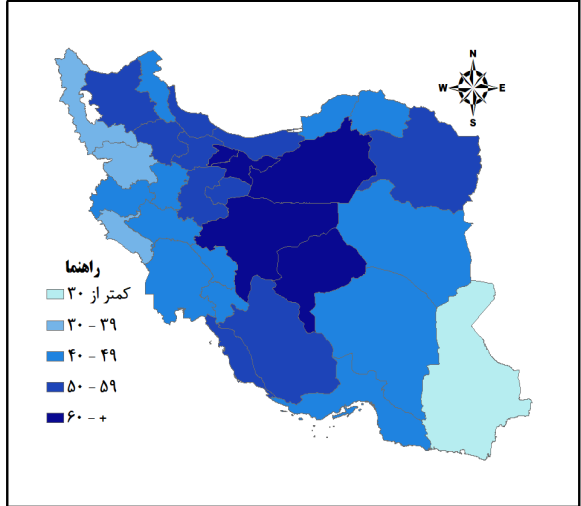 N
W E
S
راهنما
کمتر از ۳۰
۳۰ - ۳۹
۴۰ - ۴۹
۵۰ - ۵۹
۶۰ - +